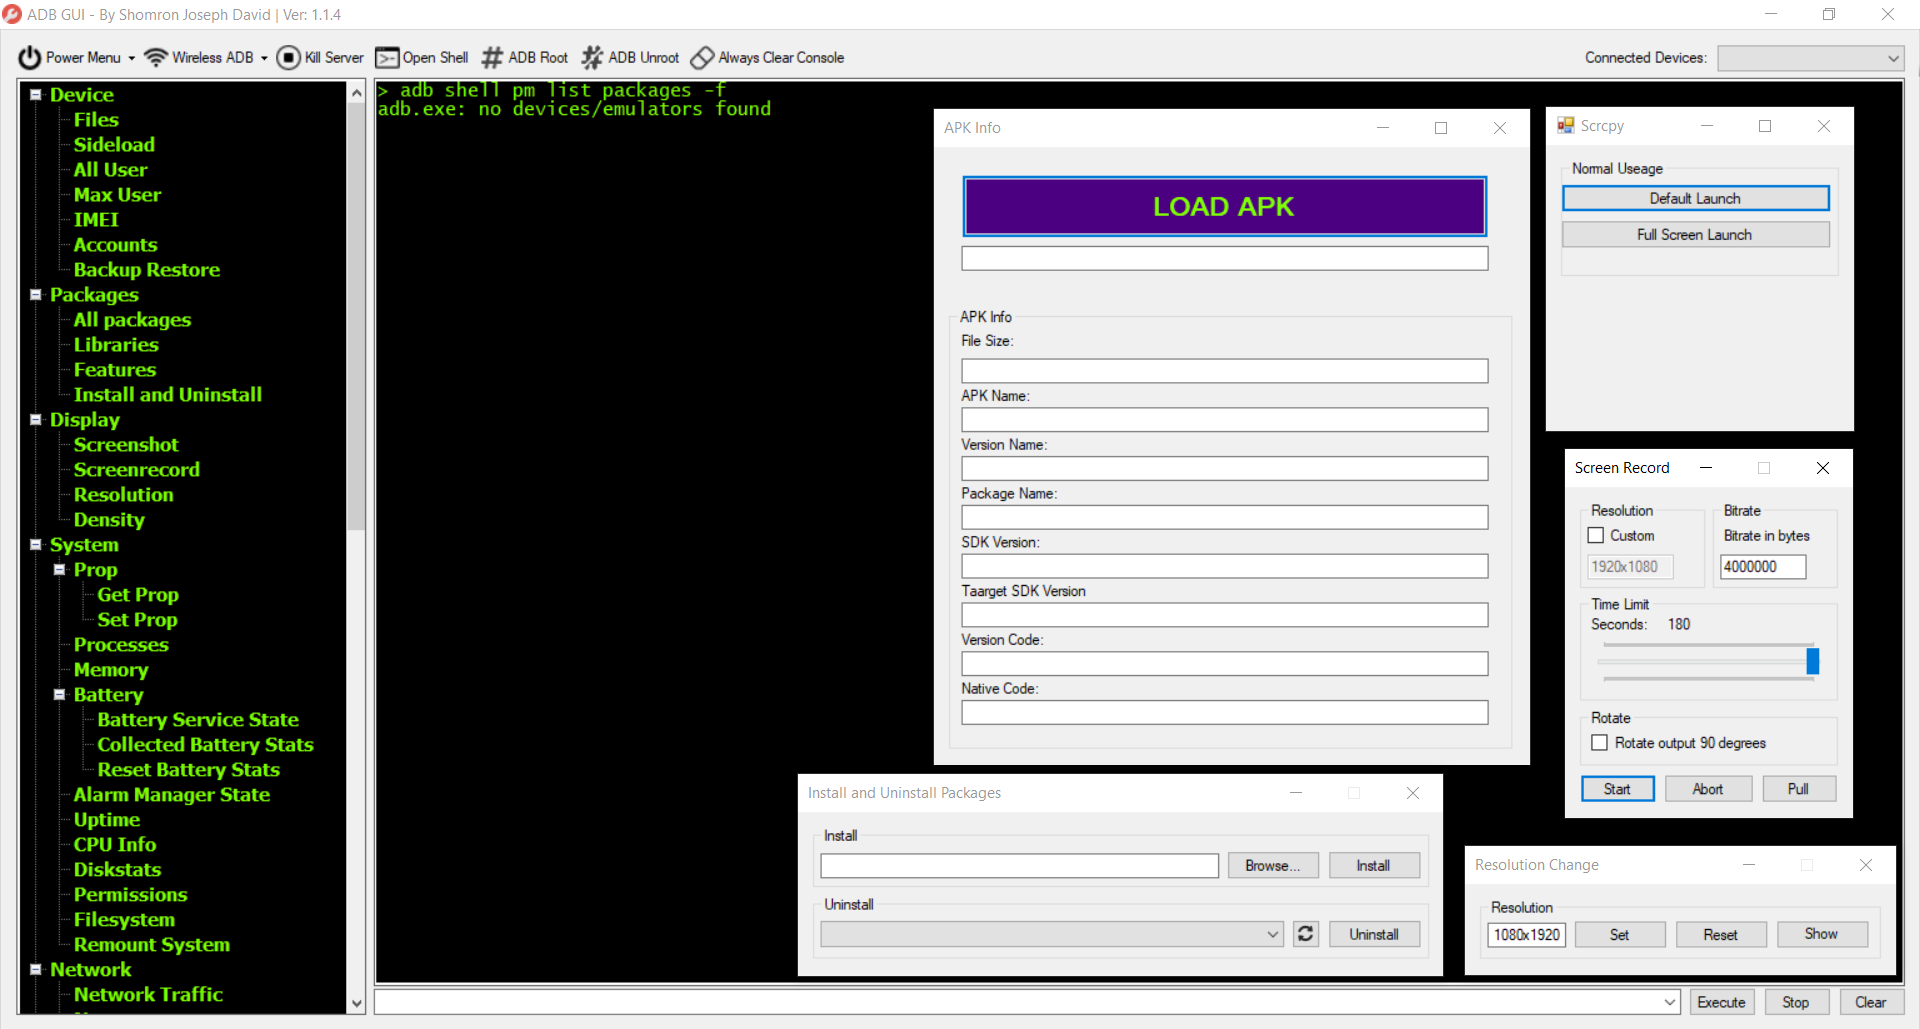 ADB GUI - By Shomron Joseph David | Ver: 1.1.4
Power Menu
Wireless ADB
Kill Server
Open Shell
ADB Root
ADB Unroot
Always Clear Console
Connected Devices:
Device
Files
Sideload
All User
Max User
IMEI
Accounts
Backup Restore
Packages
All packages
Libraries
Features
Install and Uninstall
Display
Screenshot
Screenrecord
Resolution
Density
System
Prop
Get Prop
Set Prop
Processes
Memory
Battery
Battery Service State
Collected Battery Stats
Reset Battery Stats
Alarm Manager State
Uptime
CPU Info
Diskstats
Permissions
Filesystem
Remount System
Network
Network Traffic
> adb shell pm list packages -f
adb.exe: no devices/emulators found
APK Info
LOAD APK
APK Info
File Size:
APK Name:
Version Name:
Package Name:
SDK Version:
Taarget SDK Version
Version Code:
Native Code:
Scrcpy
Normal Useage
Default Launch
Full Screen Launch
Screen Record
Resolution
Custom
1920x1080
Bitrate
Bitrate in bytes
4000000
Time Limit
Seconds: 180
Rotate
Rotate output 90 degrees
Start
Abort
Pull
Install and Uninstall Packages
Install
Browse...
Install
Uninstall
Uninstall
Resolution Change
Resolution
1080x1920
Set
Reset
Show
Execute
Stop
Clear